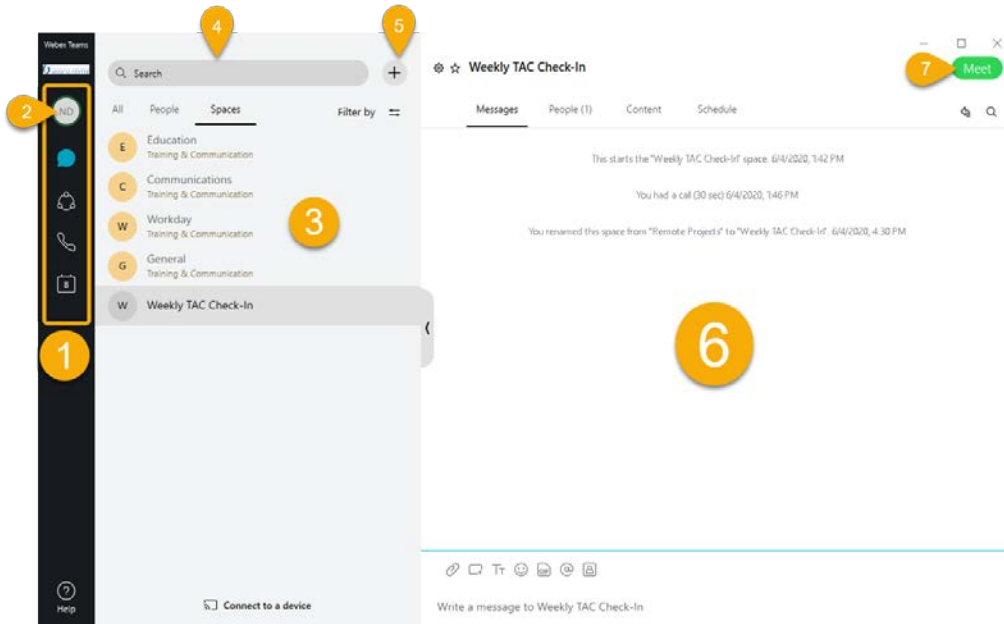 4
5
Webex Teams
Search
+
Weekly TAC Check-In
7
Meet
2
ND
All People Spaces Filter by
Messages People (1) Content Schedule
E
Education
Training & Communication
This starts the "Weekly TAC Check-In" space. 6/4/2020, 1:42 PM
C
Communications
Training & Communication
You had a call (30 sec) 6/4/2020, 1:46 PM
W
Workday
Training & Communication
3
You renamed this space from "Remote Projects" to "Weekly TAC Check-In". 6/4/2020, 4:30 PM
G
General
Training & Communication
8
W
Weekly TAC Check-In
1
6
GIF
Help
Connect to a device
Write a message to Weekly TAC Check-In